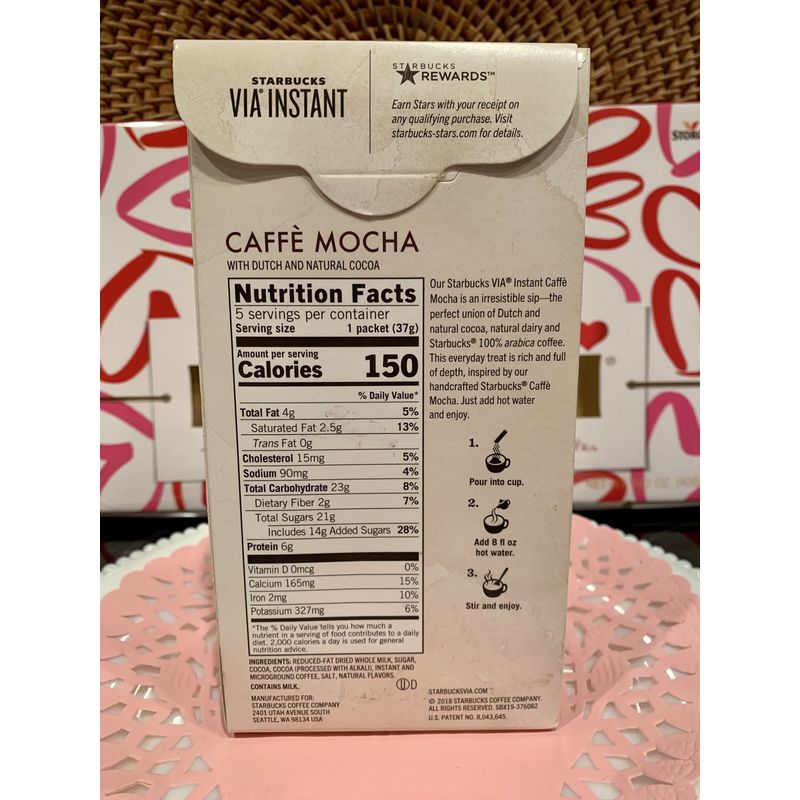 STARBUCKS
VIA® INSTANT
STARBUCKS
REWARDS™
Earn Stars with your receipt on
any qualifying purchase. Visit
starbucks-stars.com for details.
CAFFÈ MOCHA
WITH DUTCH AND NATURAL COCOA
Nutrition Facts
5 servings per container
Serving size 1 packet (37g)
Amount per serving
Calories 150
% Daily Value*
Total Fat 4g 5%
Saturated Fat 2.5g 13%
Trans Fat 0g
Cholesterol 15mg 5%
Sodium 90mg 4%
Total Carbohydrate 23g 8%
Dietary Fiber 2g 7%
Total Sugars 21g
Includes 14g Added Sugars 28%
Protein 6g
Vitamin D 0mcg 0%
Calcium 165mg 15%
Iron 2mg 10%
Potassium 327mg 6%
*The % Daily Value tells you how much a
nutrient in a serving of food contributes to a daily
diet. 2,000 calories a day is used for general
nutrition advice.
INGREDIENTS: REDUCED-FAT DRIED WHOLE MILK, SUGAR,
COCOA, COCOA (PROCESSED WITH ALKALI), INSTANT AND
MICROGROUND COFFEE, SALT, NATURAL FLAVORS.
CONTAINS MILK.
D
MANUFACTURED FOR:
STARBUCKS COFFEE COMPANY
2401 UTAH AVENUE SOUTH
SEATTLE, WA 98134 USA
Our Starbucks VIA® Instant Caffè
Mocha is an irresistible sip—the
perfect union of Dutch and
natural cocoa, natural dairy and
Starbucks® 100% arabica coffee.
This everyday treat is rich and full
of depth, inspired by our
handcrafted Starbucks® Caffè
Mocha. Just add hot water
and enjoy.
1.
Pour into cup.
2.
Add 8 fl oz
hot water.
3.
Stir and enjoy.
STARBUCKSVIA.COM
© 2018 STARBUCKS COFFEE COMPANY.
ALL RIGHTS RESERVED. SBX19-376082
U.S. PATENT NO. 8,043,645.